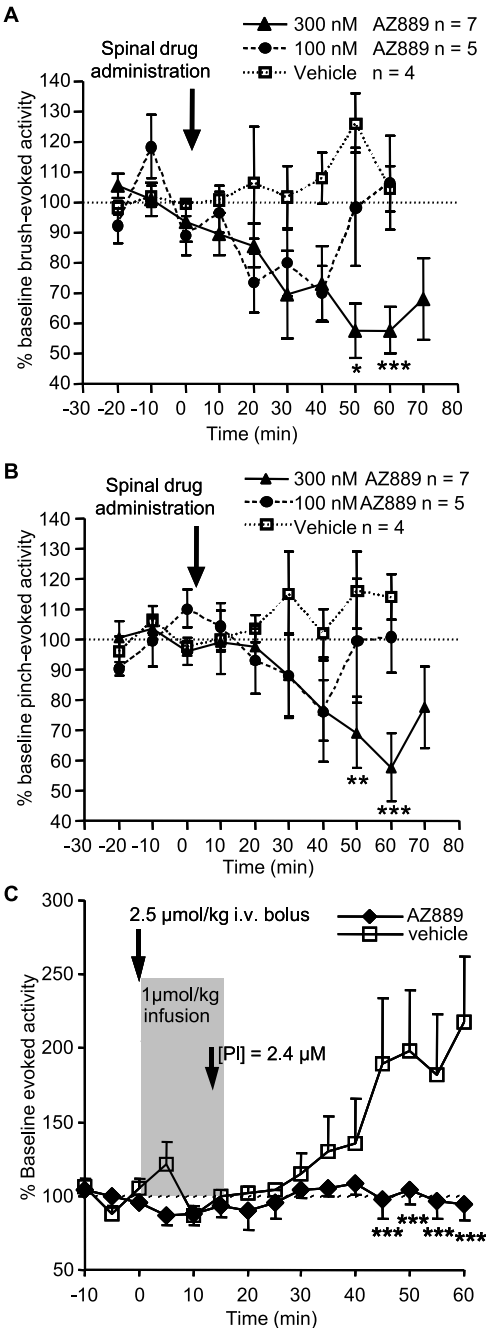 A
300 nM AZ889 n = 7
100 nM AZ889 n = 5
Vehicle n = 4
Spinal drug
administration
140
130
120
110
100
90
80
70
60
50
40
% baseline brush-evoked activity
* ***
-30 -20 -10 0 10 20 30 40 50 60 70 80
Time (min)
B
300 nM AZ889 n = 7
100 nM AZ889 n = 5
Vehicle n = 4
Spinal drug
administration
140
130
120
110
100
90
80
70
60
50
40
% baseline pinch-evoked activity
** ***
-30 -20 -10 0 10 20 30 40 50 60 70 80
Time (min)
C
AZ889
vehicle
2.5 µmol/kg i.v. bolus
1µmol/kg
infusion
[Pl] = 2.4 µM
300
250
200
150
100
50
% Baseline evoked activity
*** *** *** ***
-10 0 10 20 30 40 50 60
Time (min)